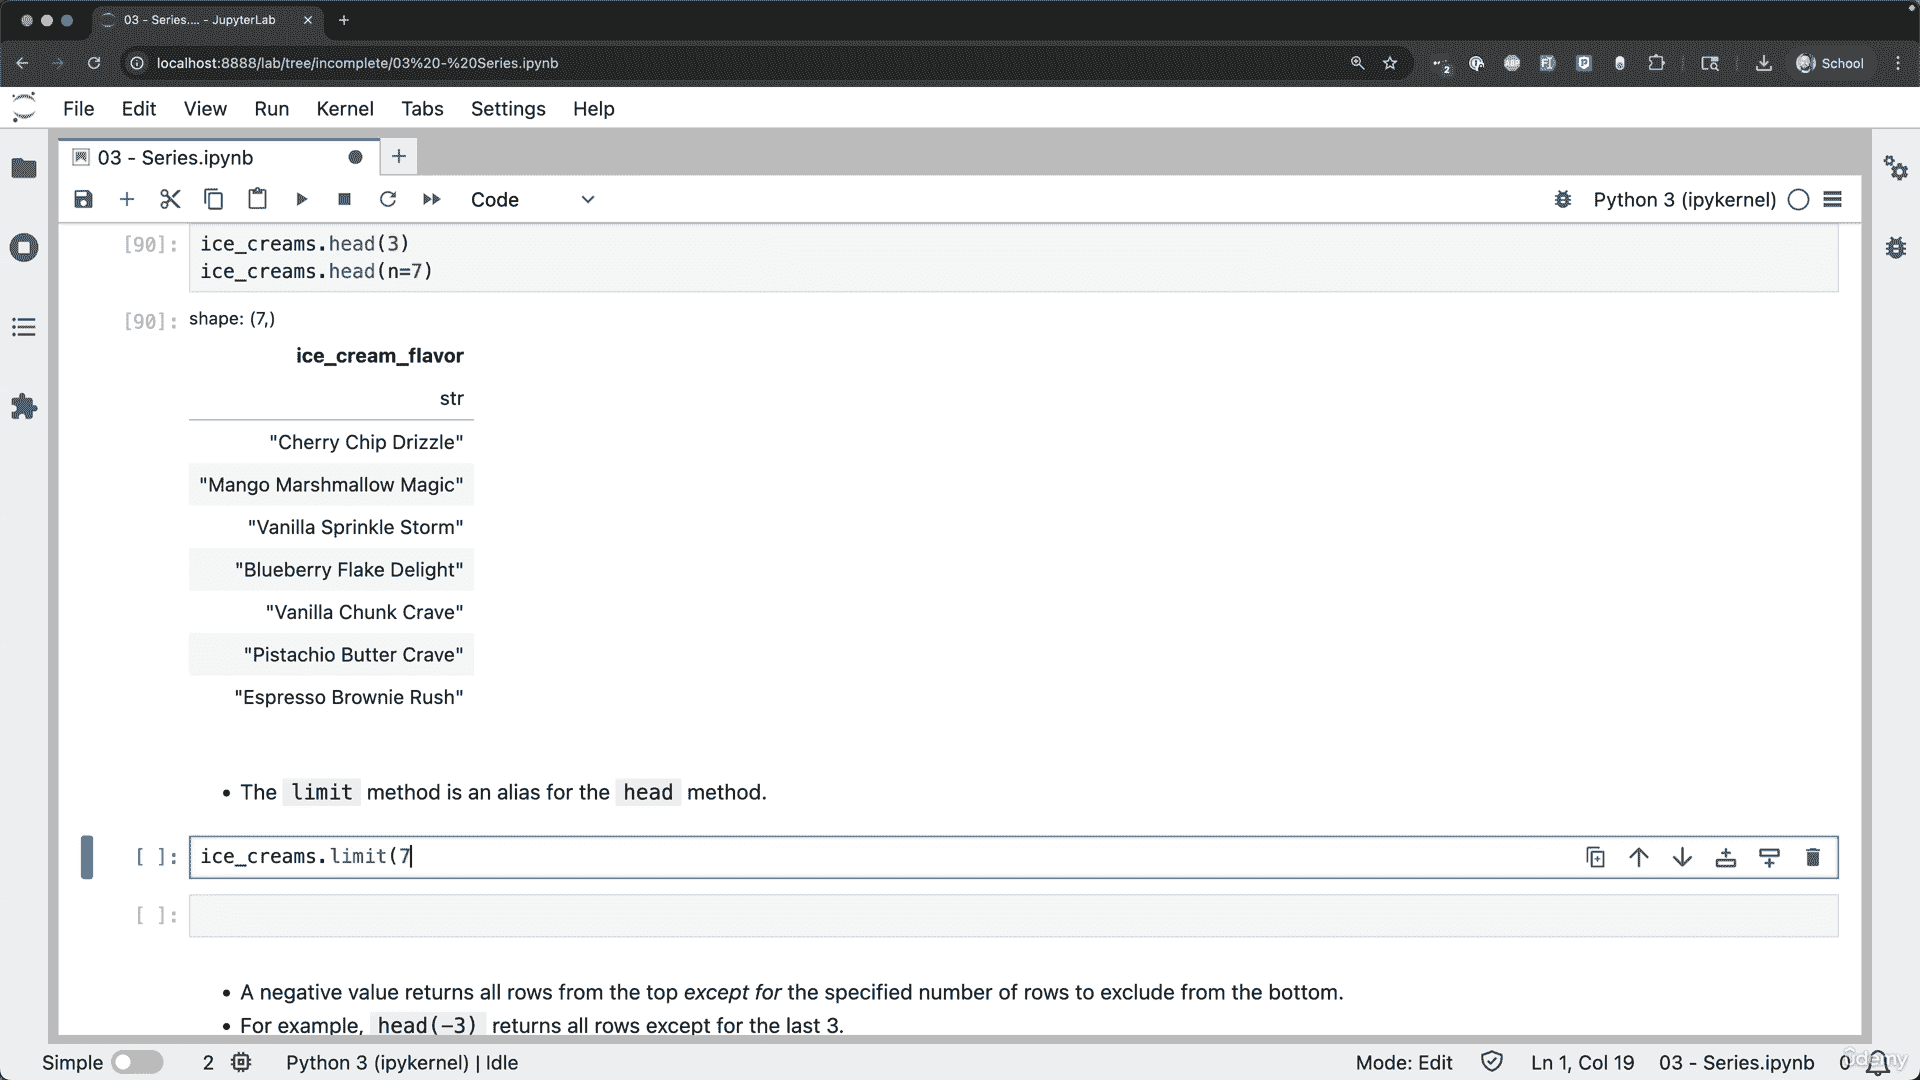 03 - Series.... - JupyterLab
localhost:8888/lab/tree/incomplete/03%20-%20Series.ipynb
2
School
File Edit View Run Kernel Tabs Settings Help
03 - Series.ipynb
Code
Python 3 (ipykernel)
[90]: ice_creams.head(3)
ice_creams.head(n=7)
[90]: shape: (7,)
ice_cream_flavor
str
"Cherry Chip Drizzle"
"Mango Marshmallow Magic"
"Vanilla Sprinkle Storm"
"Blueberry Flake Delight"
"Vanilla Chunk Crave"
"Pistachio Butter Crave"
"Espresso Brownie Rush"
• The limit method is an alias for the head method.
[ ]: ice_creams.limit(7
[ ]:
• A negative value returns all rows from the top except for the specified number of rows to exclude from the bottom.
• For example, head(-3) returns all rows except for the last 3.
Simple 2 Python 3 (ipykernel) | Idle Mode: Edit Ln 1, Col 19 03 - Series.ipynb 0
Udemy